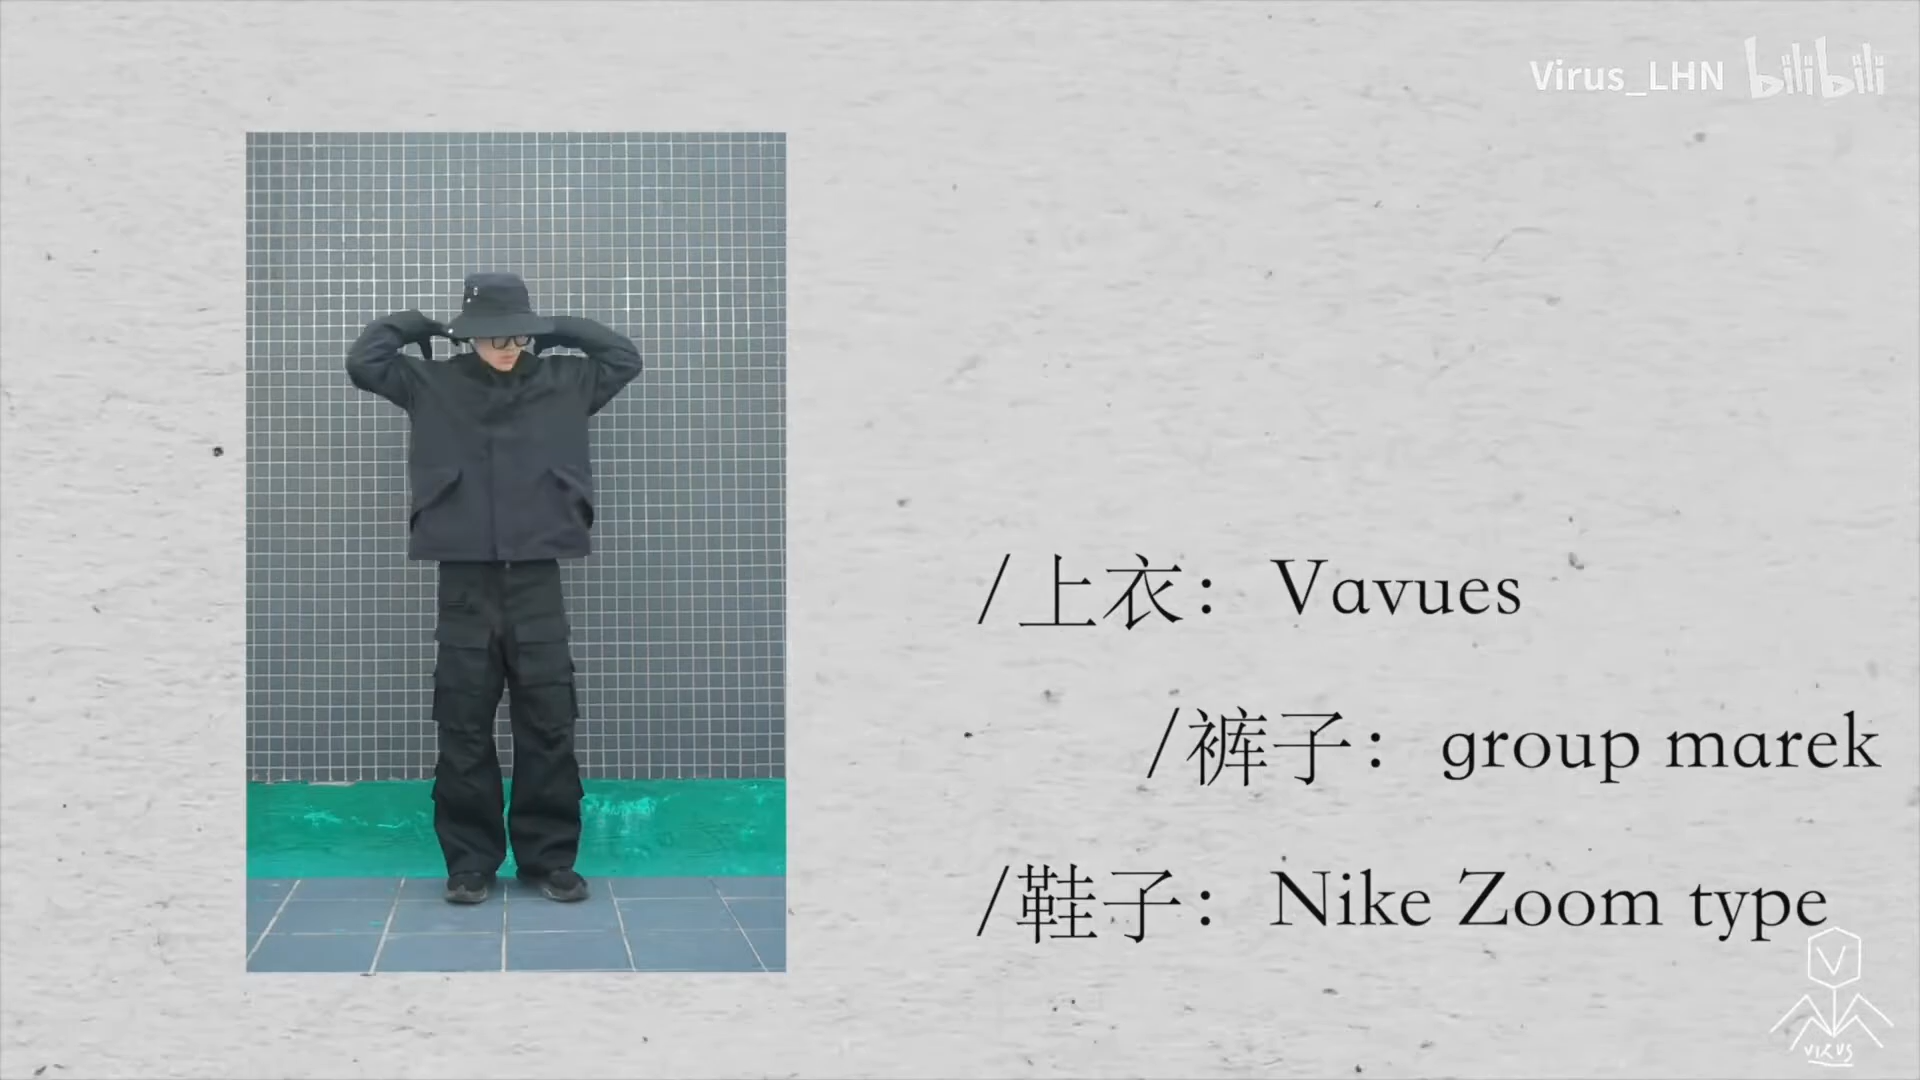 Virus_LHN bilibili
/上衣：Vavues
/裤子：group marek
/鞋子：Nike Zoom type
V
VIRUS